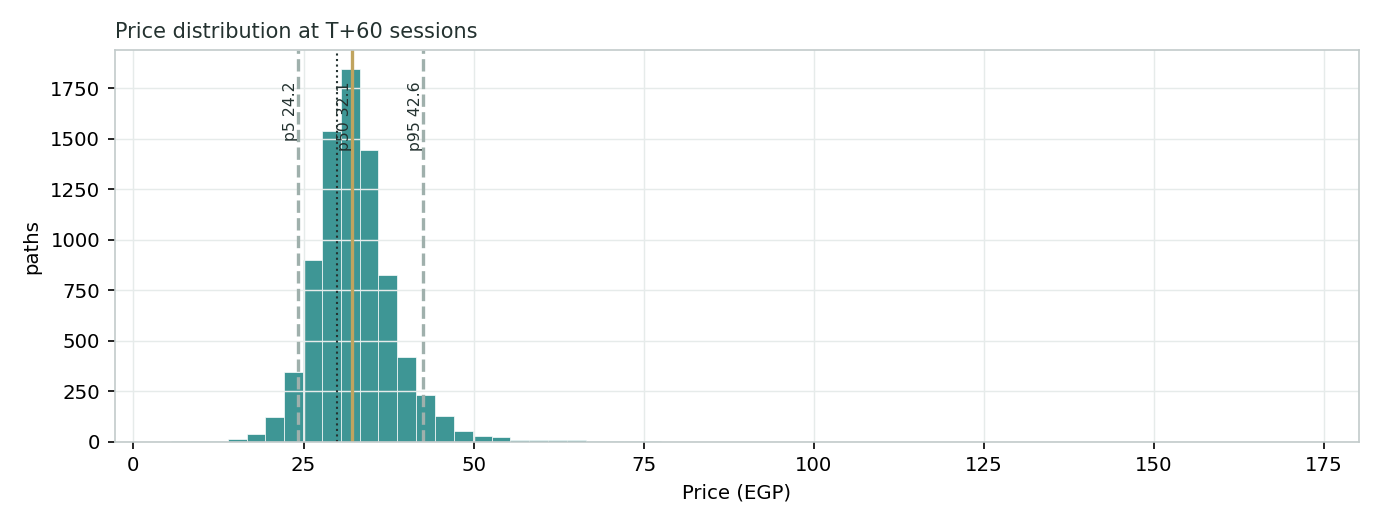 Price distribution at T+60 sessions
paths
1750
1500
1250
1000
750
500
250
0
p5 24.2
p50 32.1
p95 42.6
0 25 50 75 100 125 150 175
Price (EGP)